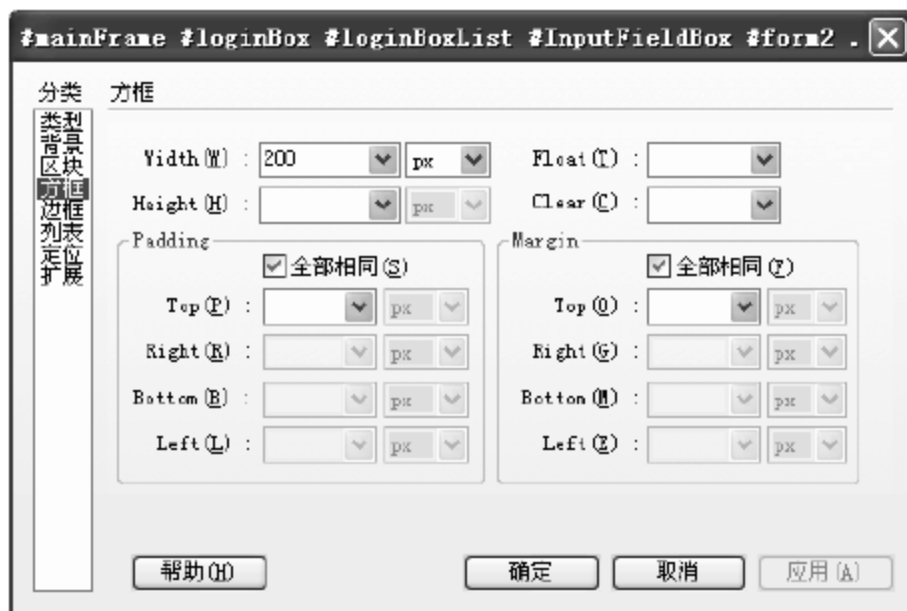 #mainFrame #loginBox #loginBoxList #InputFieldBox #form2 .
分类
方框
类型
背景
区块
方框
边框
列表
定位
扩展
Width(W) : 200 px
Float(T) :
Height(H) : px
Clear(C) :
Padding
Margin
全部相同(S)
全部相同(F)
Top(P) : px
Top(O) : px
Right(R) : px
Right(G) : px
Bottom(B) : px
Bottom(M) : px
Left(L) : px
Left(E) : px
帮助(H)
确定
取消
应用(A)